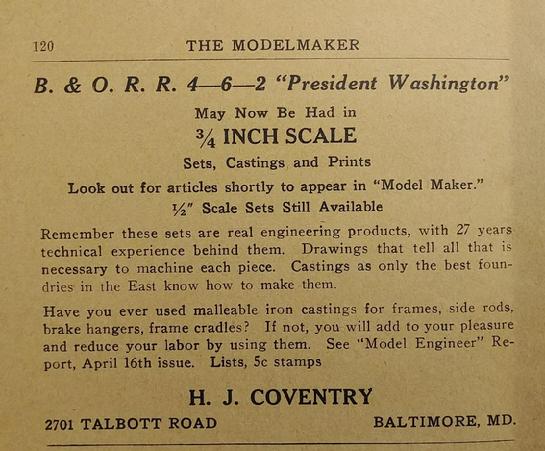 120 THE MODELMAKER
B. & O. R. R. 4—6—2 "President Washington"
May Now Be Had in
¾ INCH SCALE
Sets, Castings and Prints
Look out for articles shortly to appear in "Model Maker."
½" Scale Sets Still Available
Remember these sets are real engineering products, with 27 years
technical experience behind them. Drawings that tell all that is
necessary to machine each piece. Castings as only the best foun-
dries in the East know how to make them.
Have you ever used malleable iron castings for frames, side rods,
brake hangers, frame cradles? If not, you will add to your pleasure
and reduce your labor by using them. See "Model Engineer" Re-
port, April 16th issue. Lists, 5c stamps
H. J. COVENTRY
2701 TALBOTT ROAD BALTIMORE, MD.